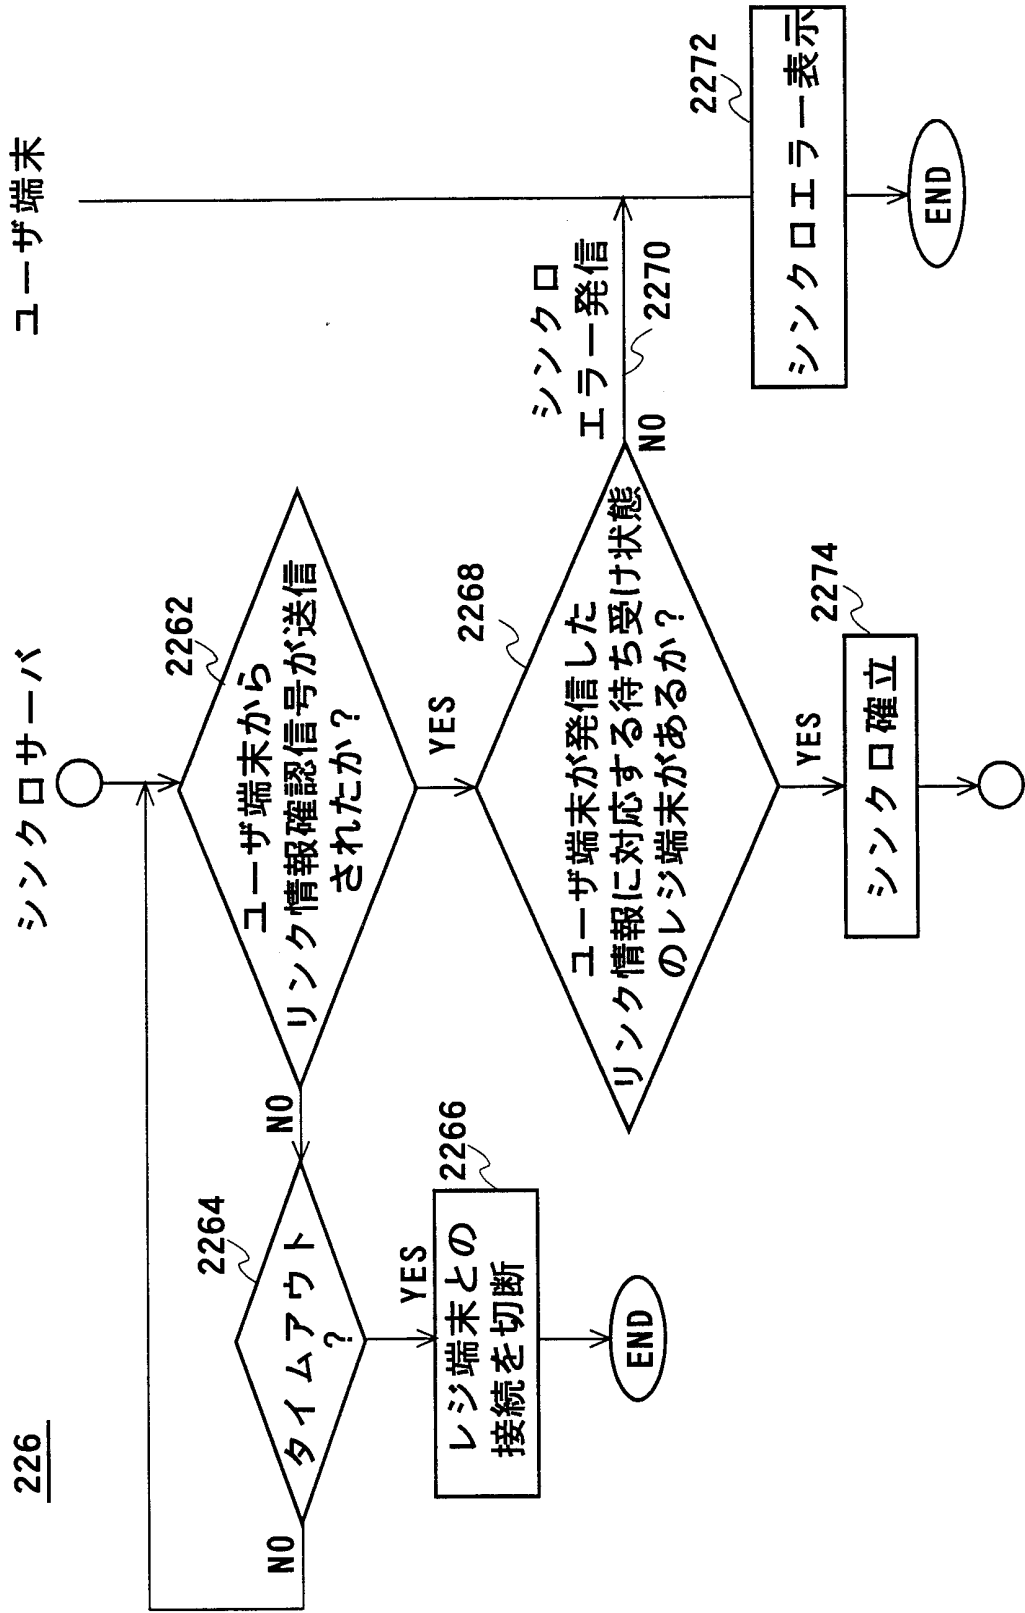 226
シンクロサーバ
ユーザ端末
2262
ユーザ端末から
リンク情報確認信号が送信
されたか？
NO
YES
2264
タイムアウト
？
NO
YES
2266
レジ端末との
接続を切断
END
2268
ユーザ端末が発信した
リンク情報に対応する待ち受け状態
のレジ端末があるか？
NO
YES
シンクロ
エラー発信
2270
2272
シンクロエラー表示
END
2274
シンクロ確立